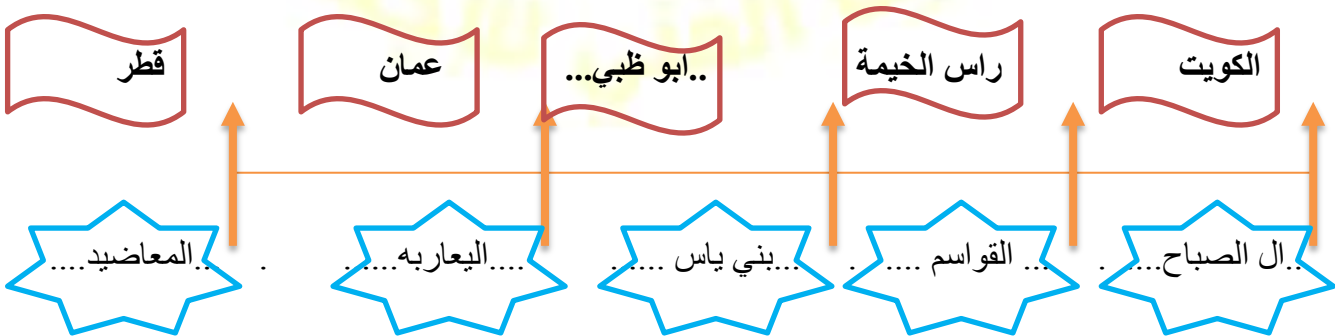 الكويت
راس الخيمة
..ابو ظبي...
عمان
قطر
..ال الصباح.... .
... القواسم ..... .
...بني ياس ..... .
....اليعاربه.... .
. ..المعاضيد....